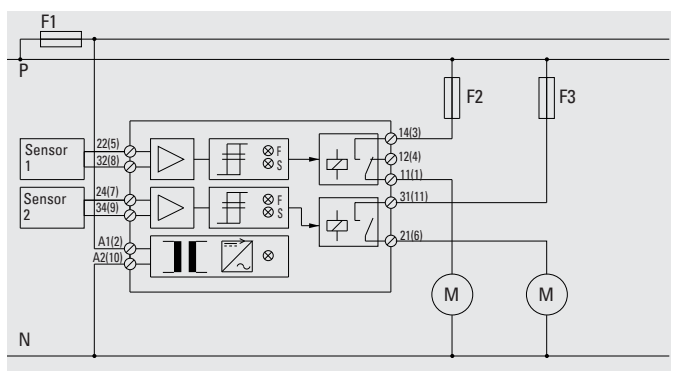 F1
P
F2
F3
14(3)
Sensor
1
22(5)
32(8)
F
S
12(4)
11(1)
Sensor
2
24(7)
34(9)
F
S
31(11)
A1(2)
A2(10)
21(6)
M
M
N